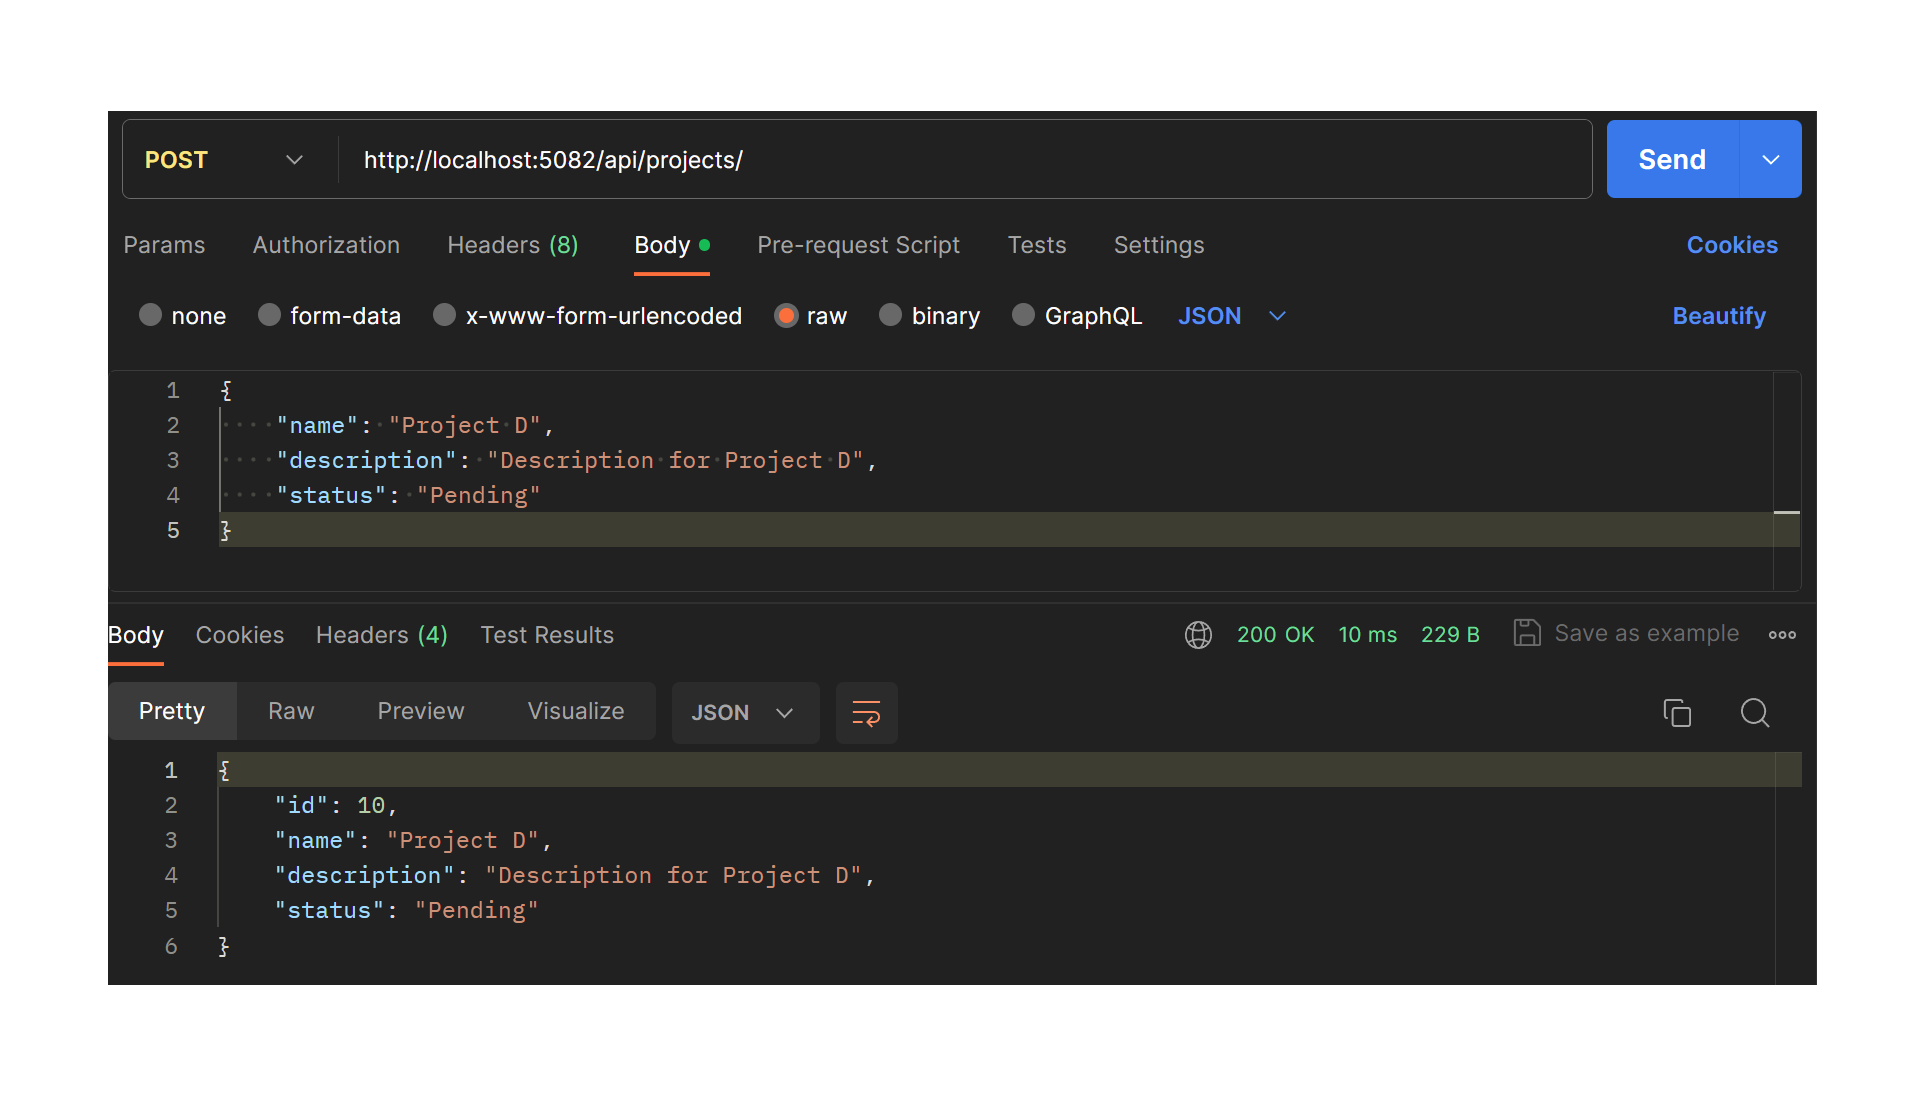 POST http://localhost:5082/api/projects/ Send
Params Authorization Headers (8) Body Pre-request Script Tests Settings Cookies
none form-data x-www-form-urlencoded raw binary GraphQL JSON Beautify
1 {
2 "name": "Project D",
3 "description": "Description for Project D",
4 "status": "Pending"
5 }
Body Cookies Headers (4) Test Results 200 OK 10 ms 229 B Save as example
Pretty Raw Preview Visualize JSON
1 {
2 "id": 10,
3 "name": "Project D",
4 "description": "Description for Project D",
5 "status": "Pending"
6 }